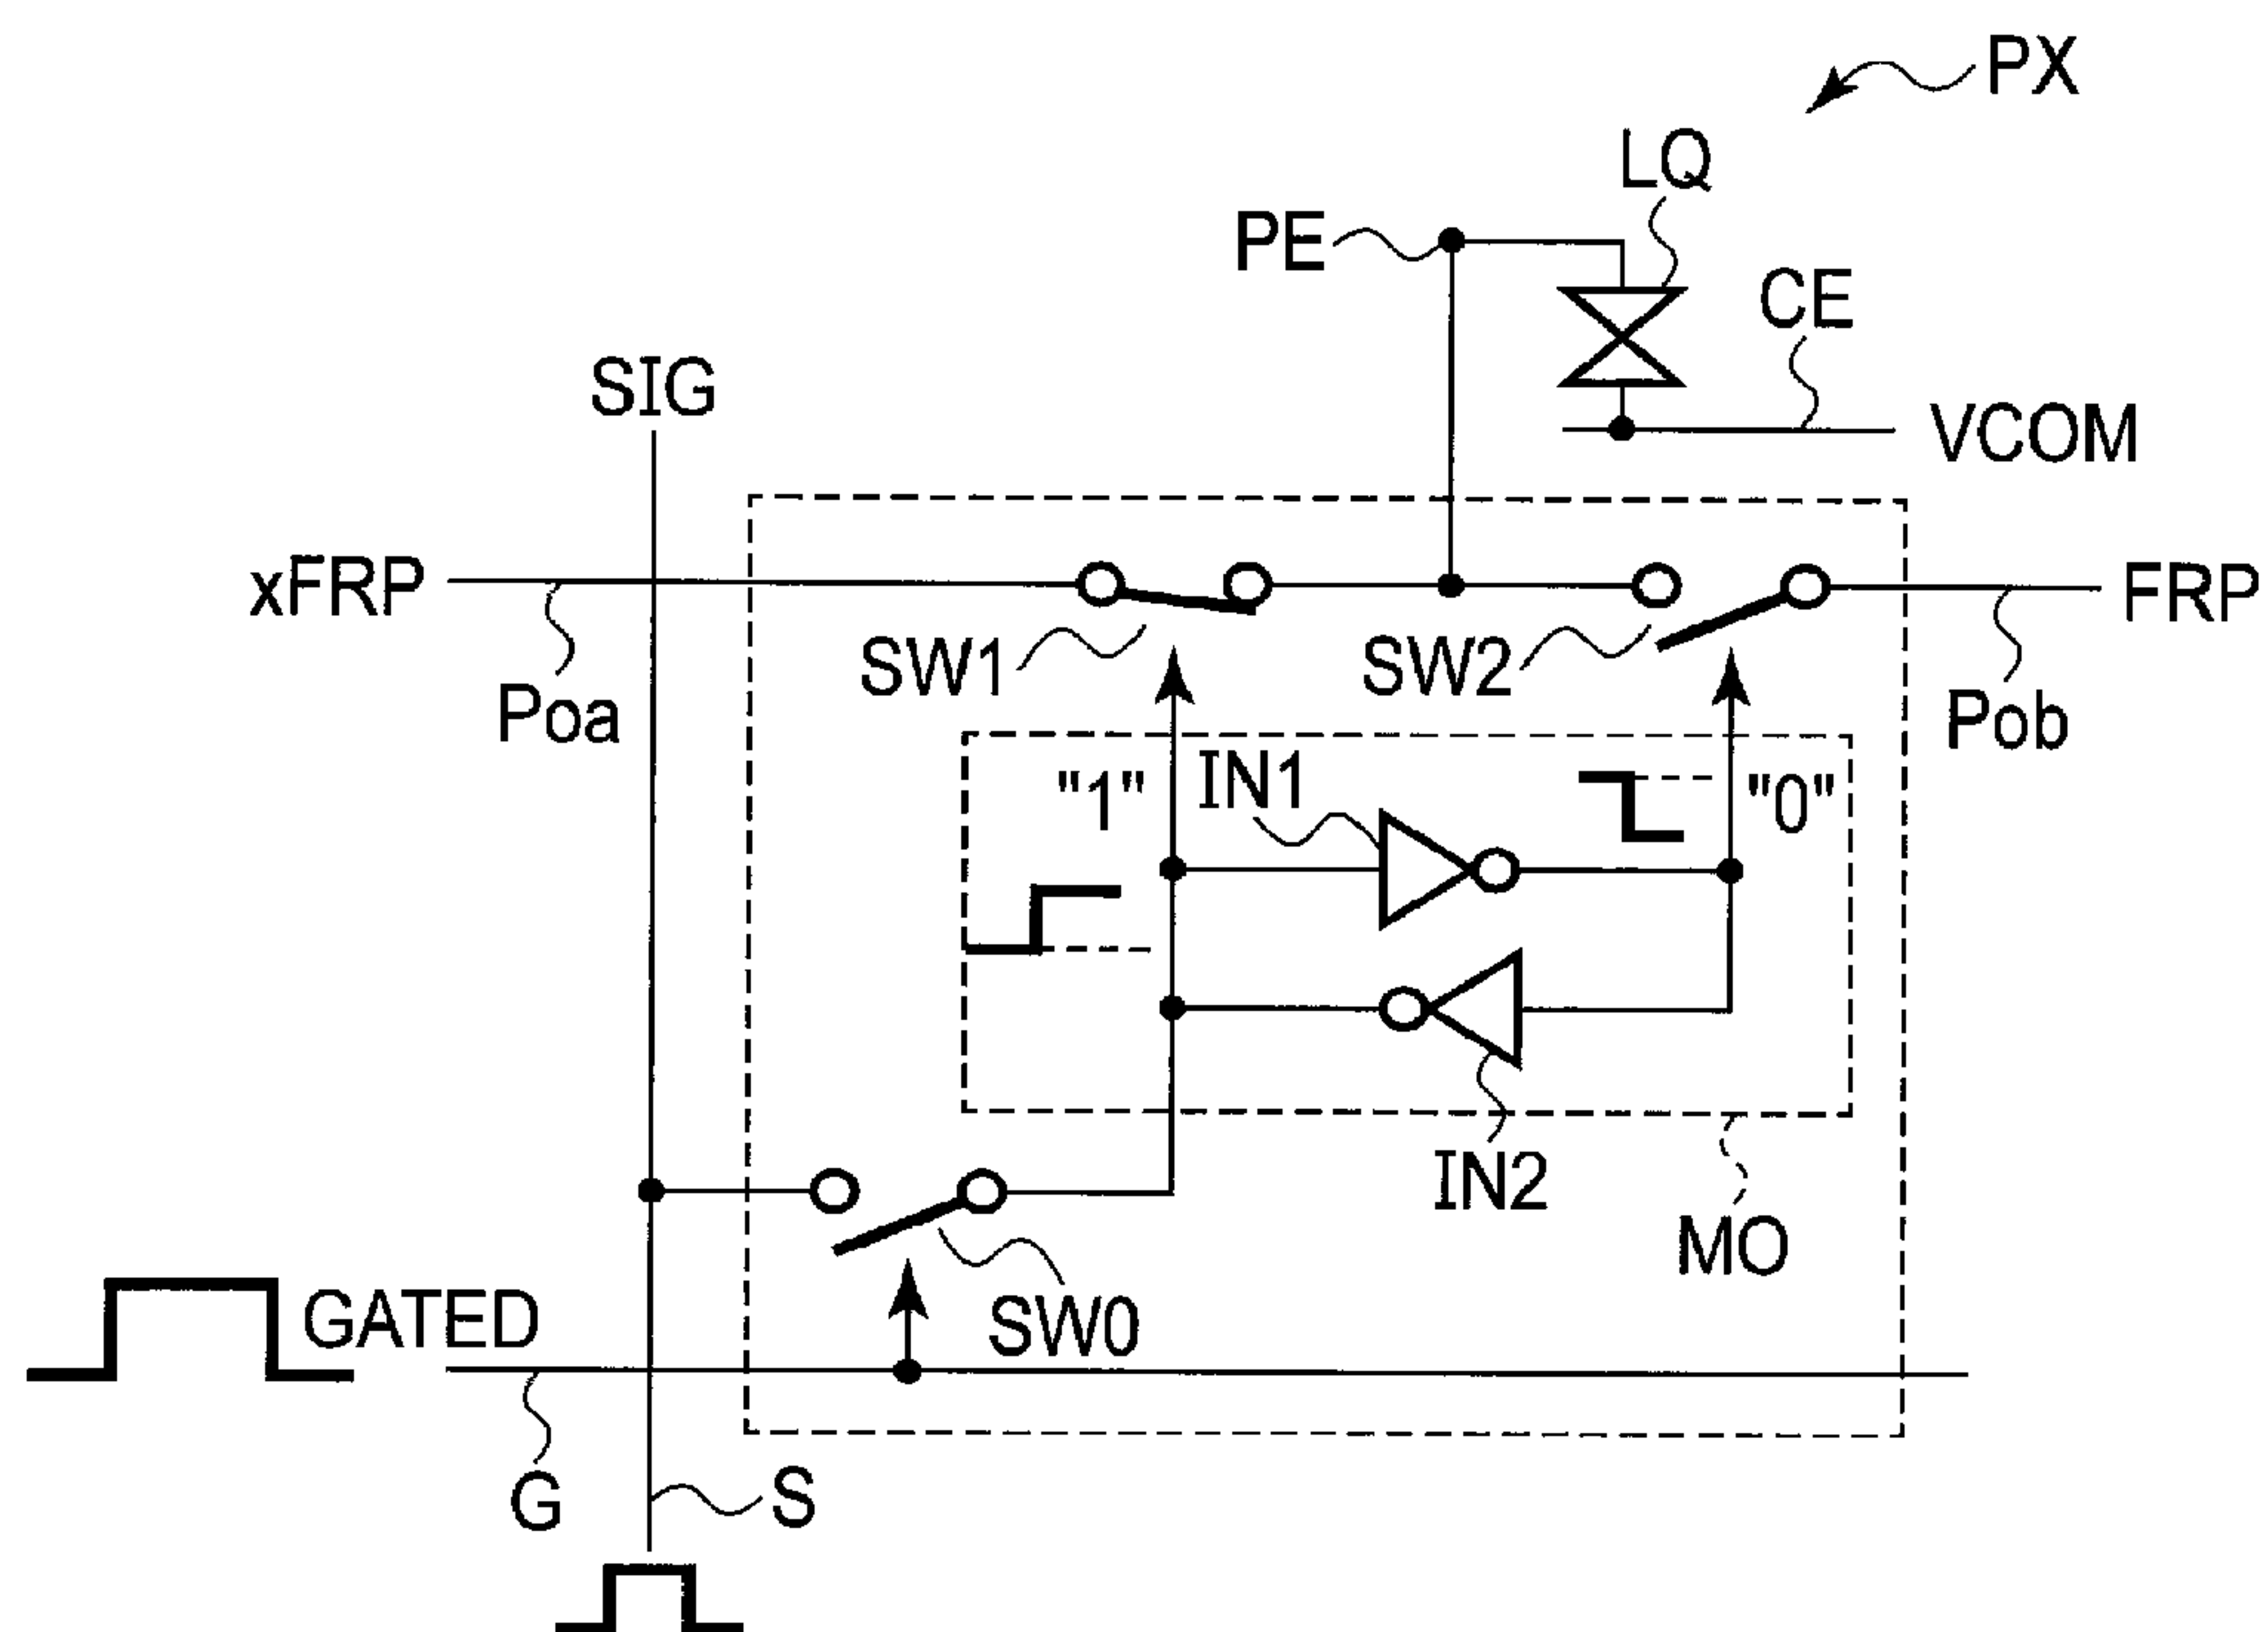 PX
LQ
PE
CE
SIG
VCOM
xFRP
FRP
SW1
SW2
Poa
Pob
"1"
IN1
"0"
IN2
MO
GATED
SW0
G
S